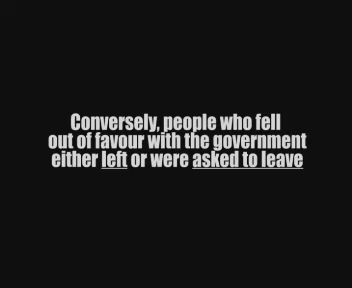 Conversely, people who fell
out of favour with the government
either left or were asked to leave